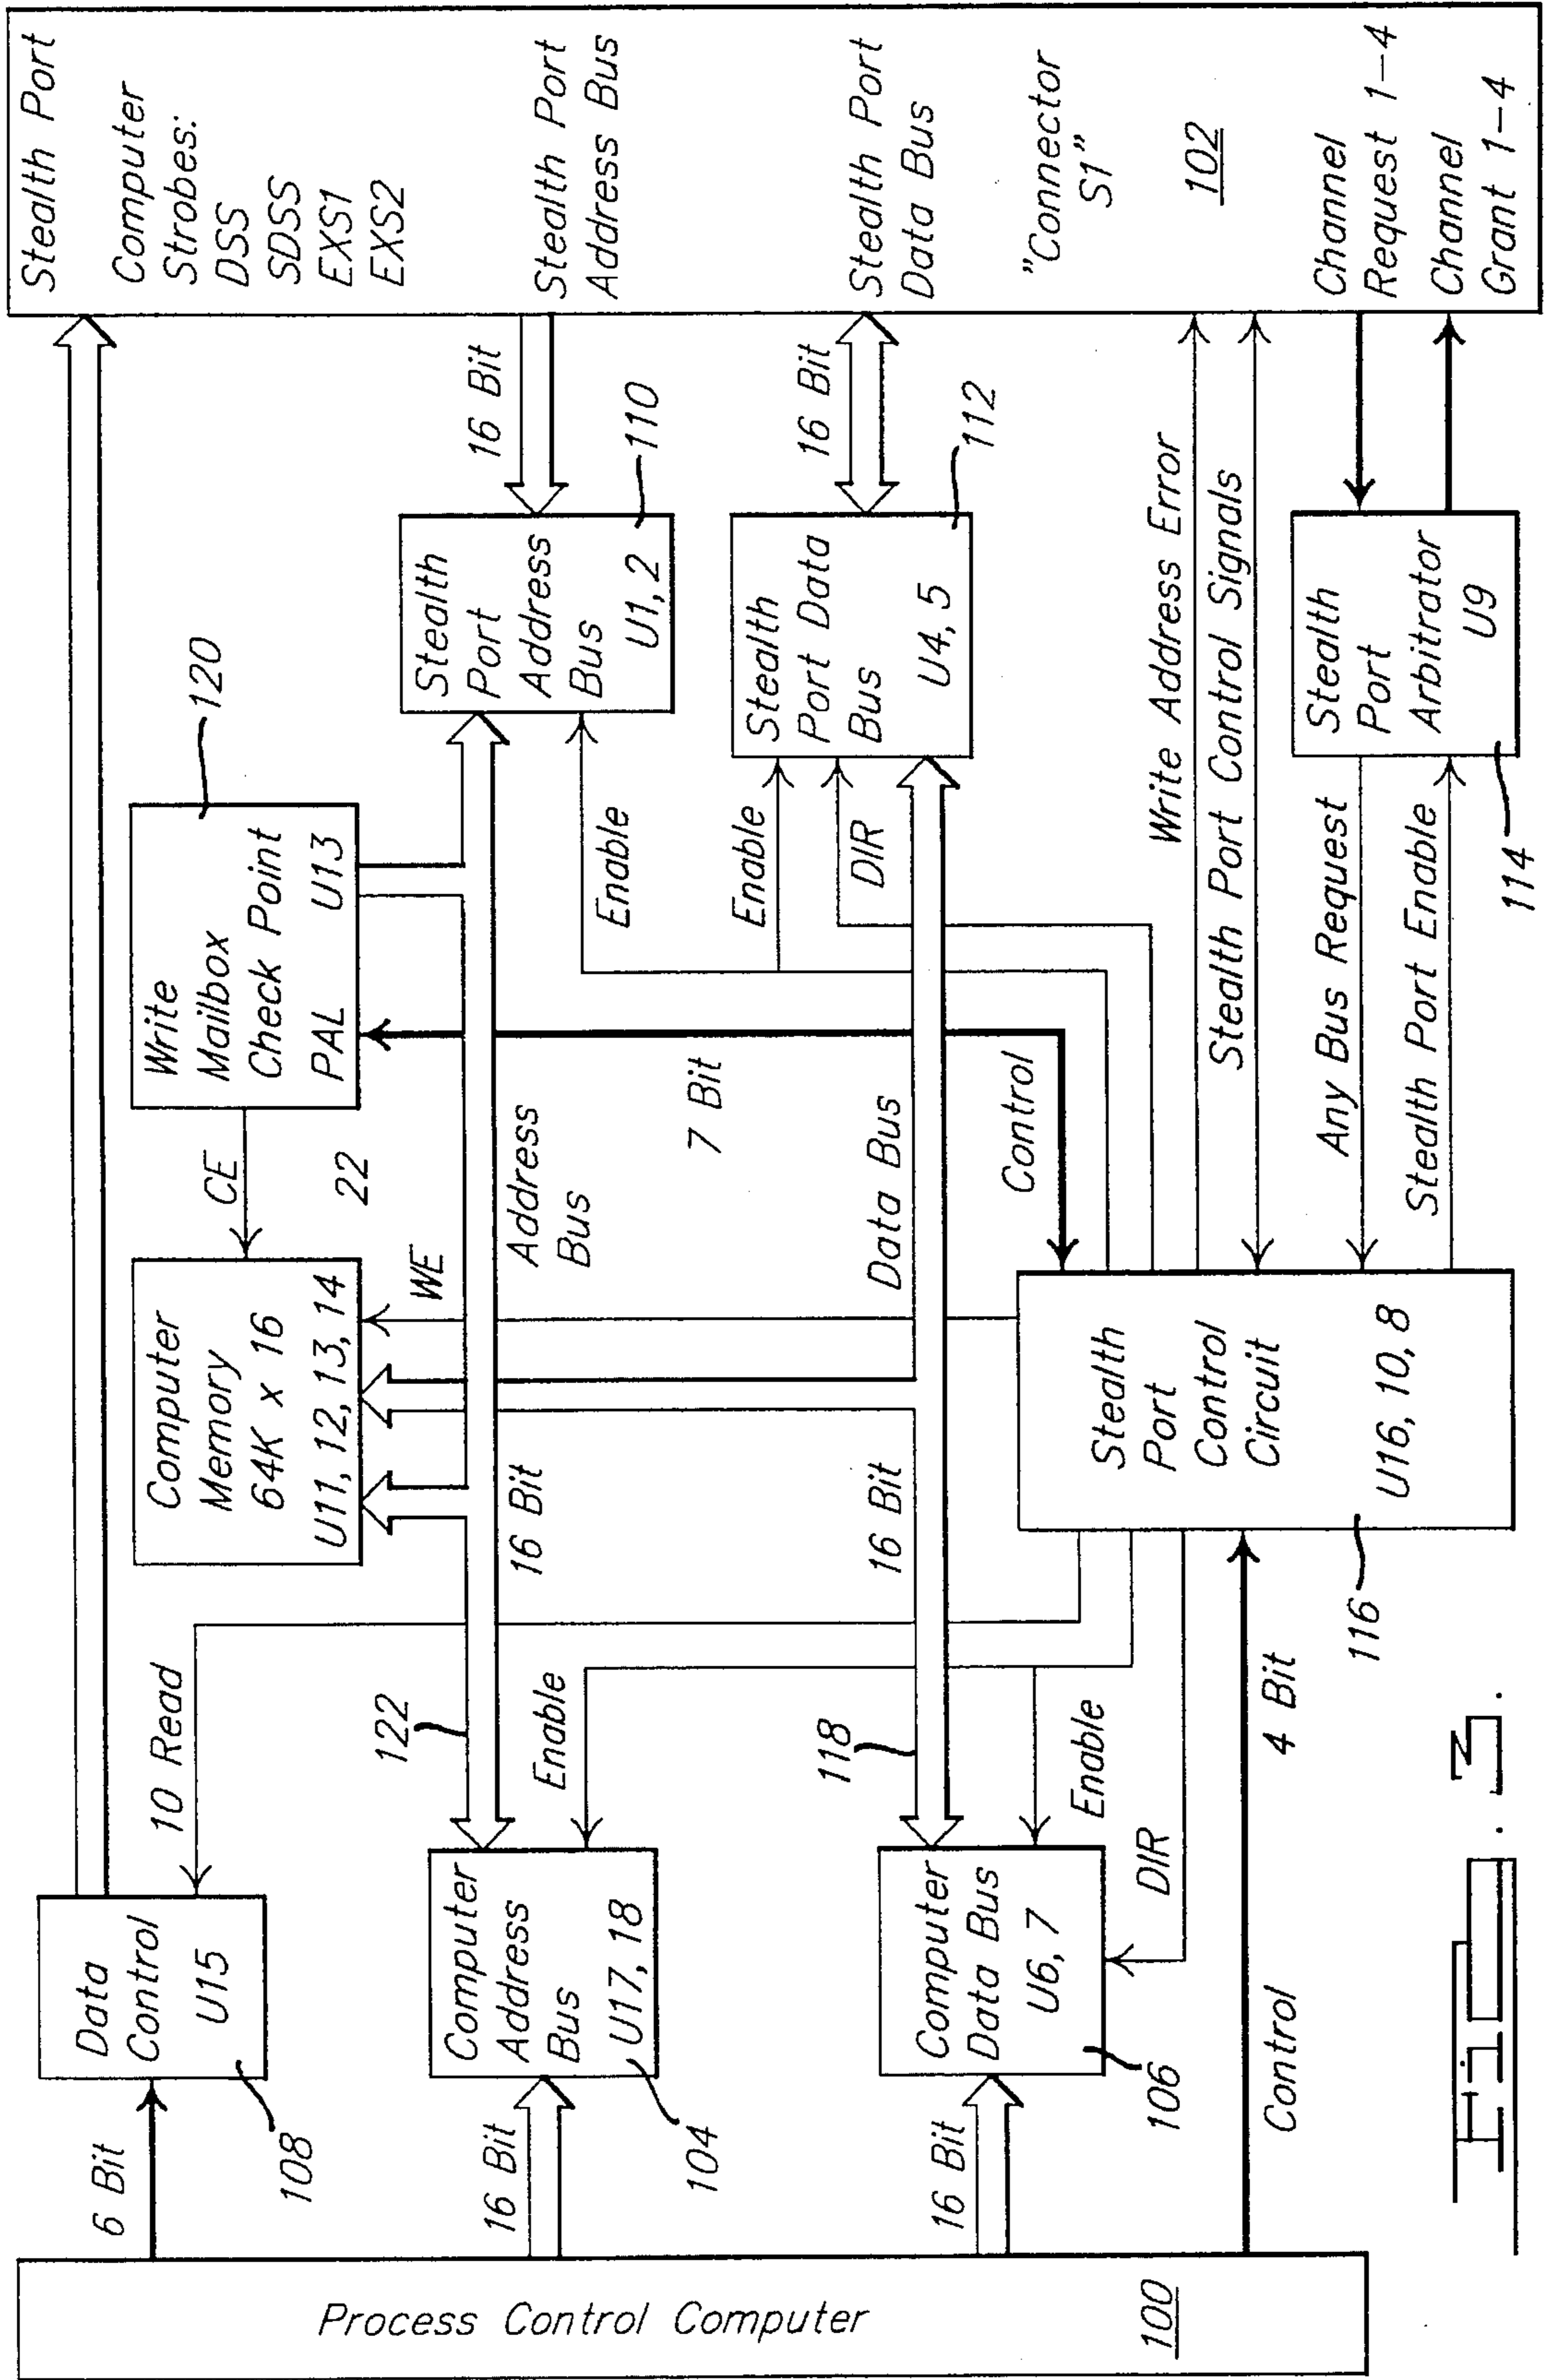 Process Control Computer
100
6 Bit
16 Bit
16 Bit
Control
4 Bit
Data
Control
U15
108
10 Read
Computer
Address
Bus
U17, 18
104
Enable
122
Computer
Data Bus
U6, 7
106
Enable
DIR
118
Computer
Memory
64K x 16
U11, 12, 13, 14
CE
22
WE
16 Bit
Address
Bus
16 Bit
Data Bus
7 Bit
Control
Write
Mailbox
Check Point
PAL U13
120
Stealth
Port
Control
Circuit
U16, 10, 8
116
Enable
Enable
DIR
Stealth
Port
Address
Bus
U1, 2
110
16 Bit
Stealth
Port Data
Bus
U4, 5
112
16 Bit
Write Address Error
Stealth Port Control Signals
Any Bus Request
Stealth Port Enable
Stealth
Port
Arbitrator
U9
114
Stealth Port
Computer
Strobes:
DSS
SDSS
EXS1
EXS2
Stealth Port
Address Bus
Stealth Port
Data Bus
"Connector
S1"
102
Channel
Request 1–4
Channel
Grant 1–4
Fig. 3.